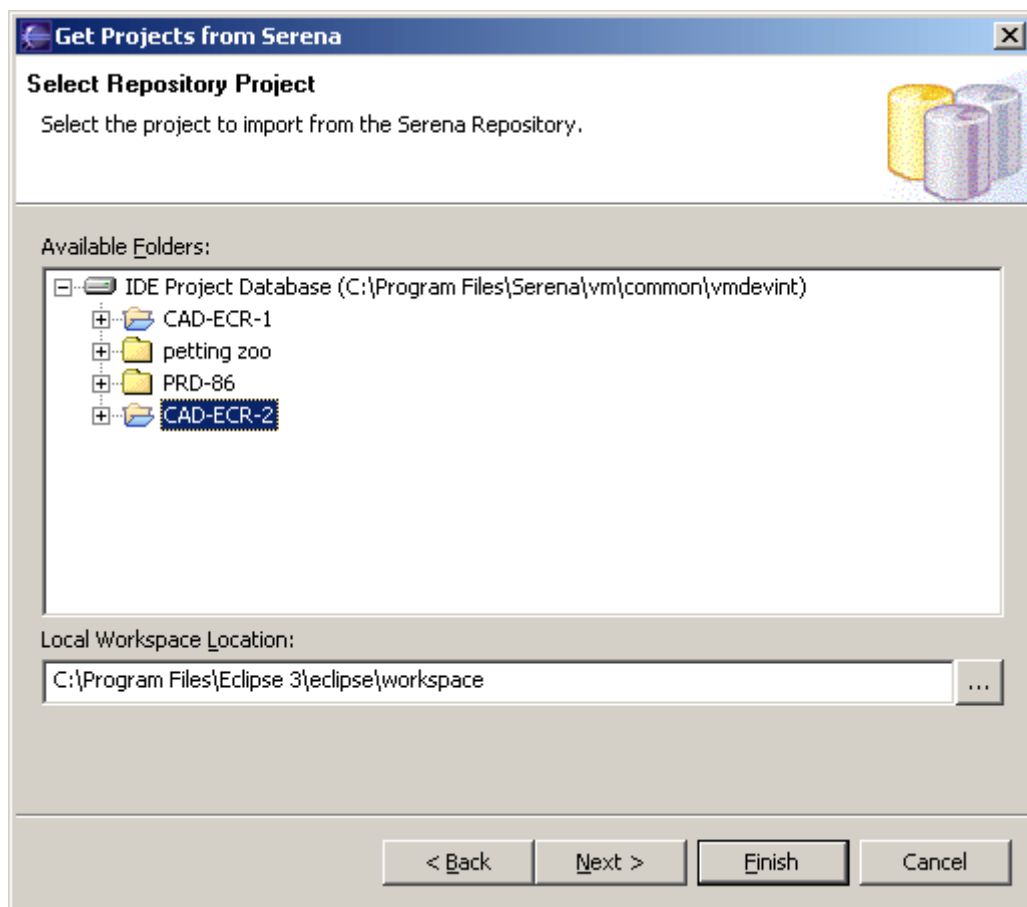 Get Projects from Serena
Select Repository Project
Select the project to import from the Serena Repository.
Available Folders:
IDE Project Database (C:\Program Files\Serena\vm\common\vmdevint)
CAD-ECR-1
petting zoo
PRD-86
CAD-ECR-2
Local Workspace Location:
C:\Program Files\Eclipse 3\eclipse\workspace
...
< Back Next > Finish Cancel